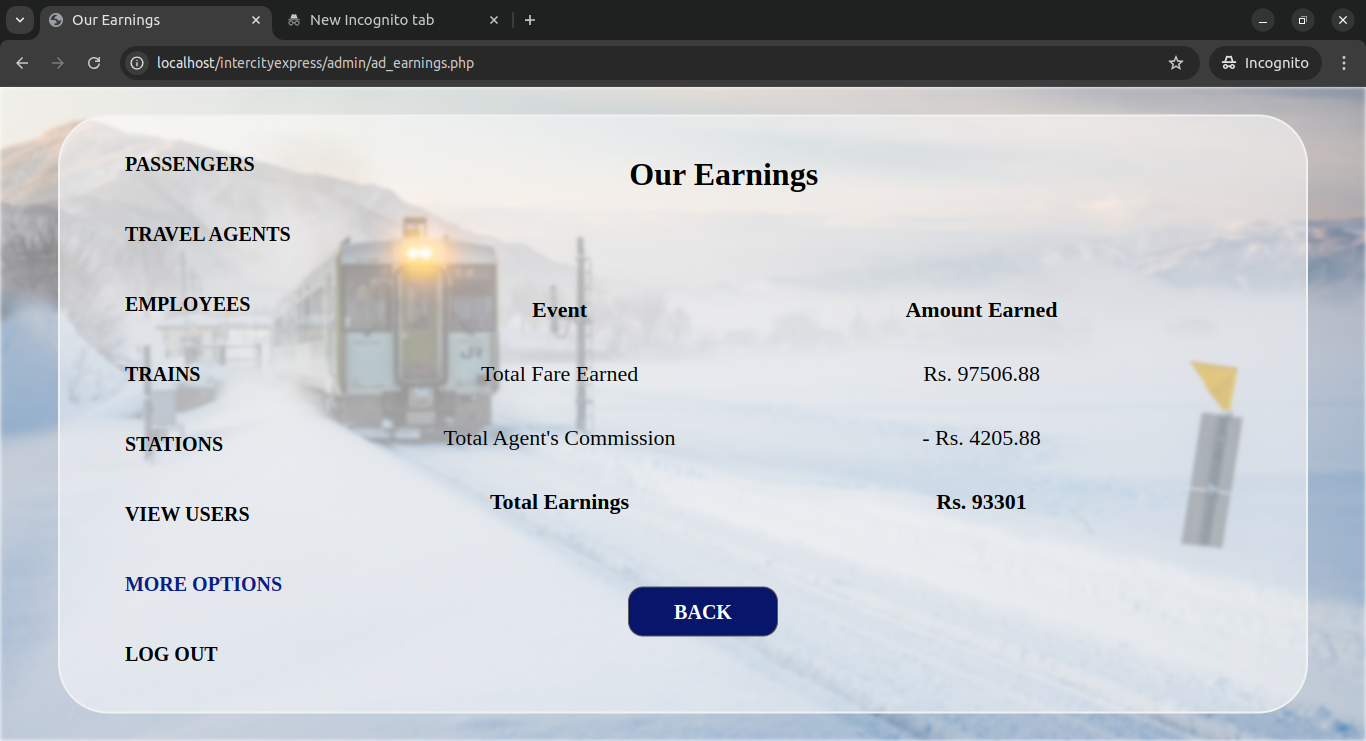 Our Earnings
New Incognito tab
localhost/intercityexpress/admin/ad_earnings.php
Incognito
PASSENGERS
TRAVEL AGENTS
EMPLOYEES
TRAINS
STATIONS
VIEW USERS
MORE OPTIONS
LOG OUT
Our Earnings
Event Amount Earned
Total Fare Earned Rs. 97506.88
Total Agent's Commission - Rs. 4205.88
Total Earnings Rs. 93301
BACK